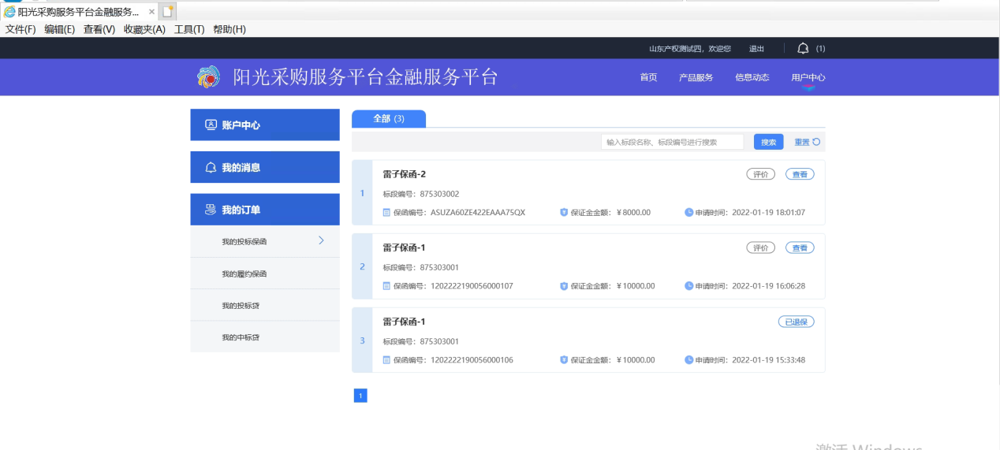 阳光采购服务平台金融服务...
文件(F) 编辑(E) 查看(V) 收藏夹(A) 工具(T) 帮助(H)
山东产权测试四，欢迎您 退出 (1)
阳光采购服务平台金融服务平台 首页 产品服务 信息动态 用户中心
账户中心
我的消息
我的订单
我的投标保函
我的履约保函
我的投标贷
我的中标贷
全部 (3)
输入标段名称、标段编号进行搜索 搜索 重置
1
雷子保函-2 评价 查看
标段编号：875303002
保函编号：ASUZA60ZE422EAAA75QX 保证金金额：￥8000.00 申请时间：2022-01-19 18:01:07
2
雷子保函-1 评价 查看
标段编号：875303001
保函编号：1202222190056000107 保证金金额：￥10000.00 申请时间：2022-01-19 16:06:28
3
雷子保函-1 已退保
标段编号：875303001
保函编号：1202222190056000106 保证金金额：￥10000.00 申请时间：2022-01-19 15:33:48
1
激活 Windows